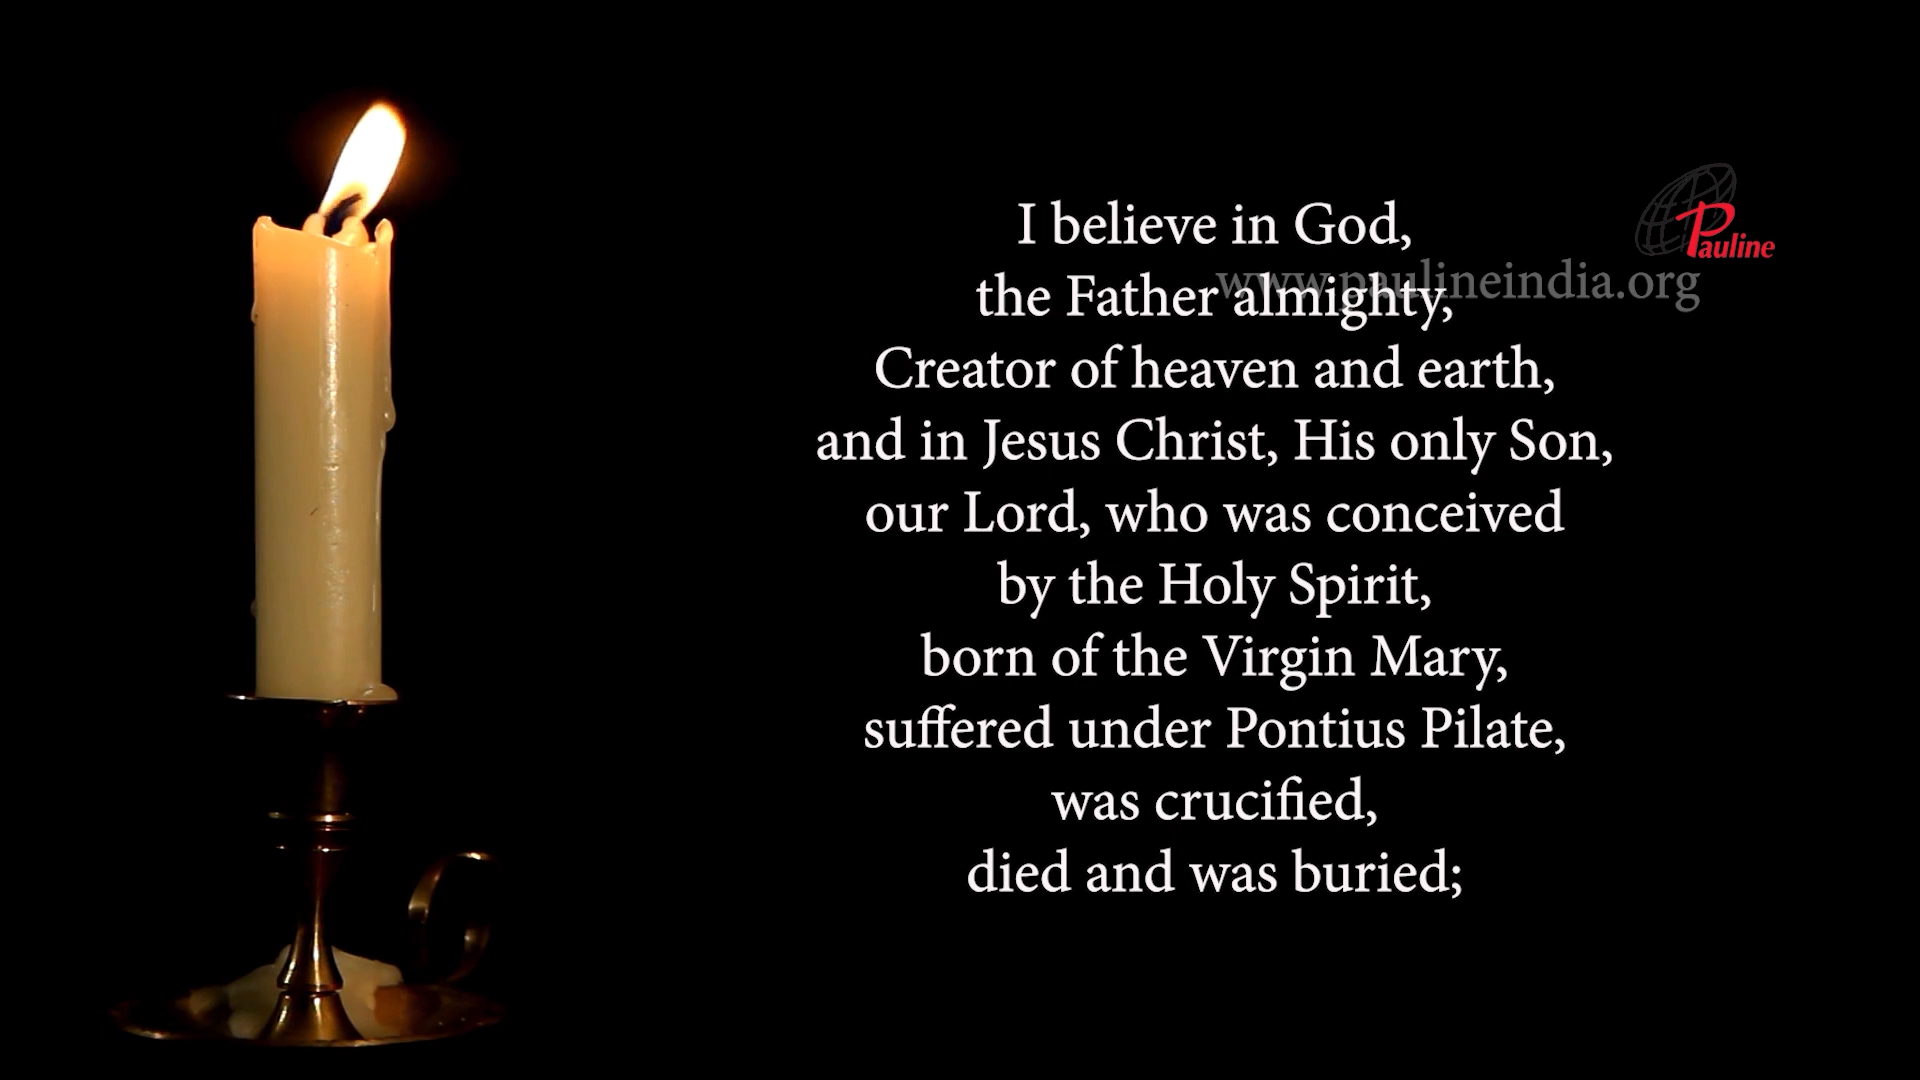 I believe in God,
Pauline
www.paulineindia.org
the Father almighty,
Creator of heaven and earth,
and in Jesus Christ, His only Son,
our Lord, who was conceived
by the Holy Spirit,
born of the Virgin Mary,
suffered under Pontius Pilate,
was crucified,
died and was buried;